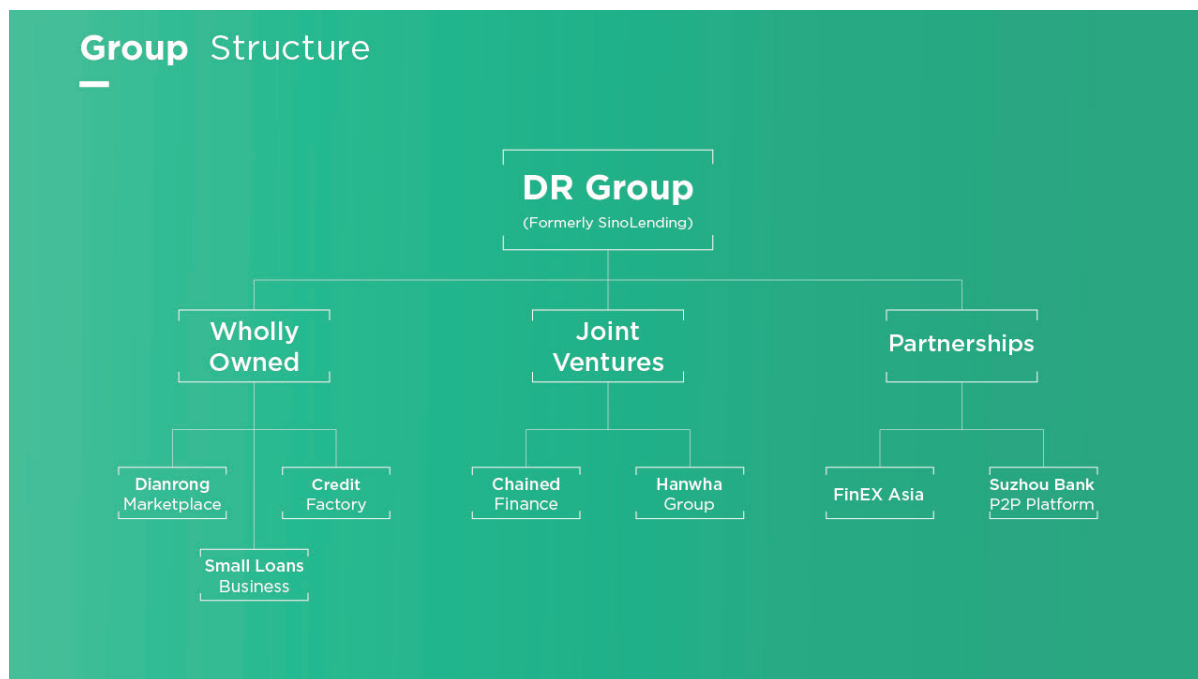 Group Structure
DR Group
(Formerly SinoLending)
Wholly
Owned
Joint
Ventures
Partnerships
Dianrong
Marketplace
Credit
Factory
Small Loans
Business
Chained
Finance
Hanwha
Group
FinEX Asia
Suzhou Bank
P2P Platform